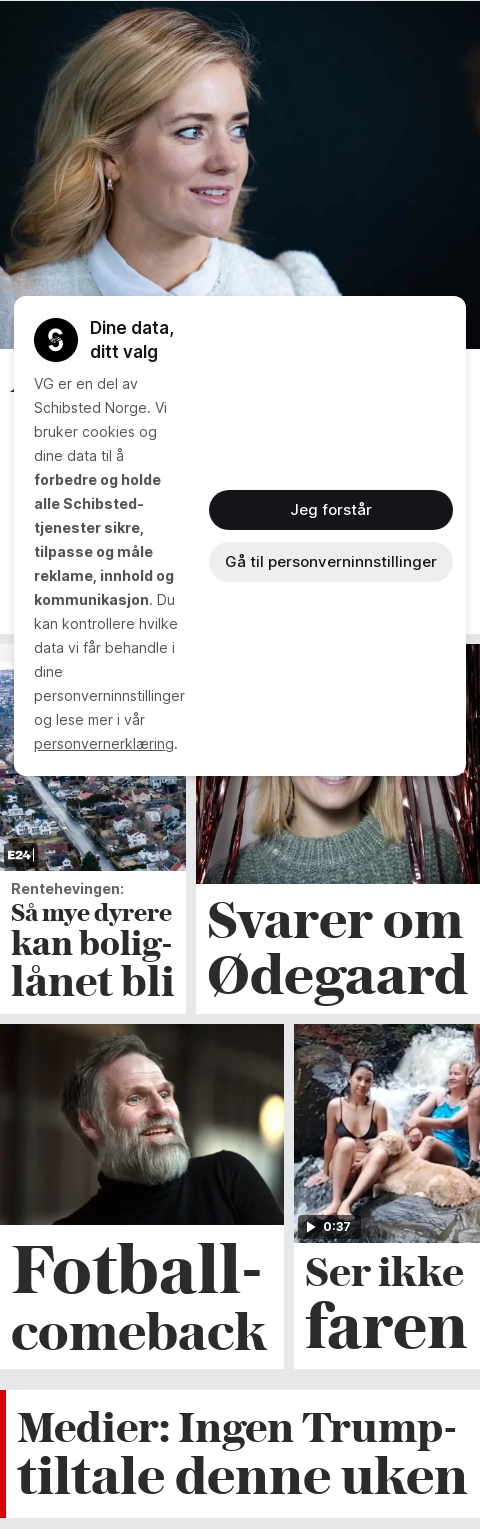 Dine data,
ditt valg
VG er en del av
Schibsted Norge. Vi
bruker cookies og
dine data til å
forbedre og holde
alle Schibsted-
tjenester sikre,
tilpasse og måle
reklame, innhold og
kommunikasjon. Du
kan kontrollere hvilke
data vi får behandle i
dine
personverninnstillinger
og lese mer i vår
personvernerklæring.
Jeg forstår
Gå til personverninnstillinger
E24
Rentehevingen:
Så mye dyrere
kan bolig-
lånet bli
Svarer om
Ødegaard
Fotball-
comeback
0:37
Ser ikke
faren
Medier: Ingen Trump-
tiltale denne uken